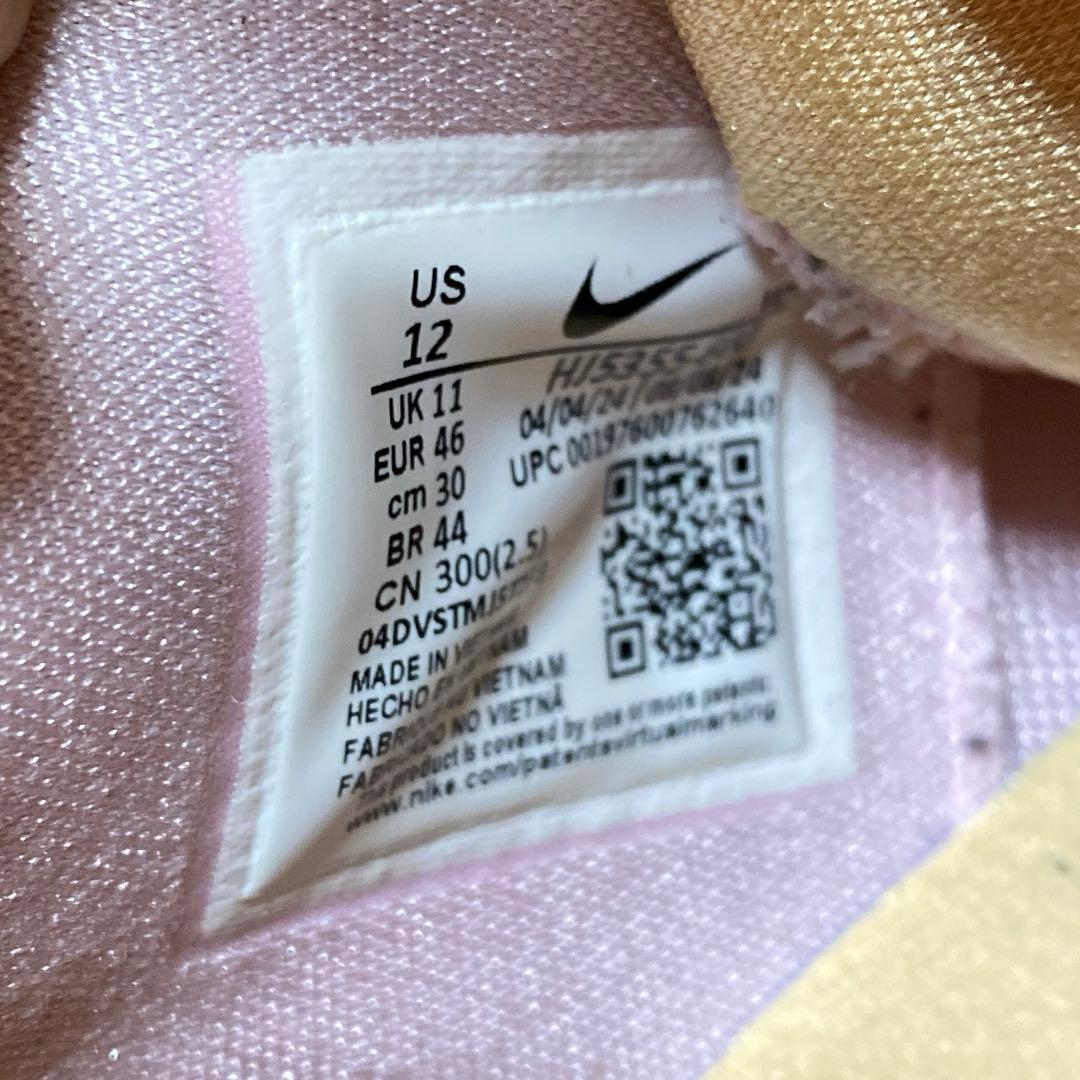 US
12
UK 11
EUR 46
cm 30
BR 44
CN 300(2.5)
HJ5355
04/04/24
UPC 00197600762640
MADE IN VIETNAM
HECHO VIETNAM
NO VIETNÃ
product is covered by one or more patents.
www.nike.com/patentsvirtualmarking